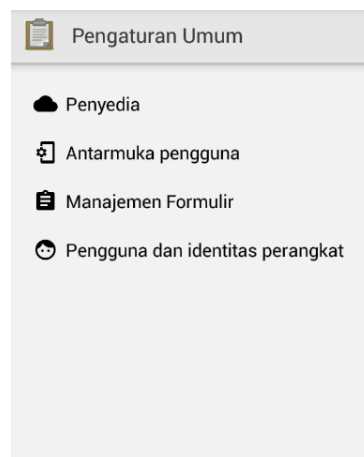 Pengaturan Umum
Penyedia
Antarmuka pengguna
Manajemen Formulir
Pengguna dan identitas perangkat